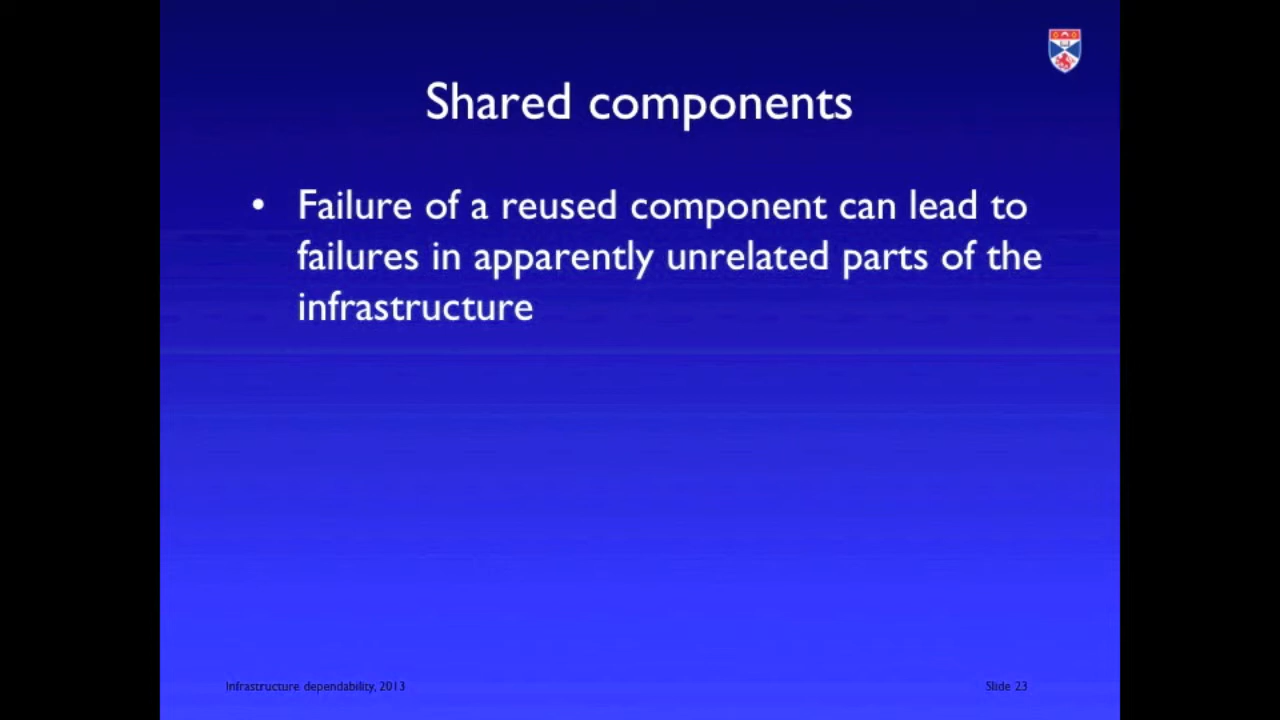 Shared components
• Failure of a reused component can lead to
failures in apparently unrelated parts of the
infrastructure
Infrastructure dependability, 2013
Slide 23